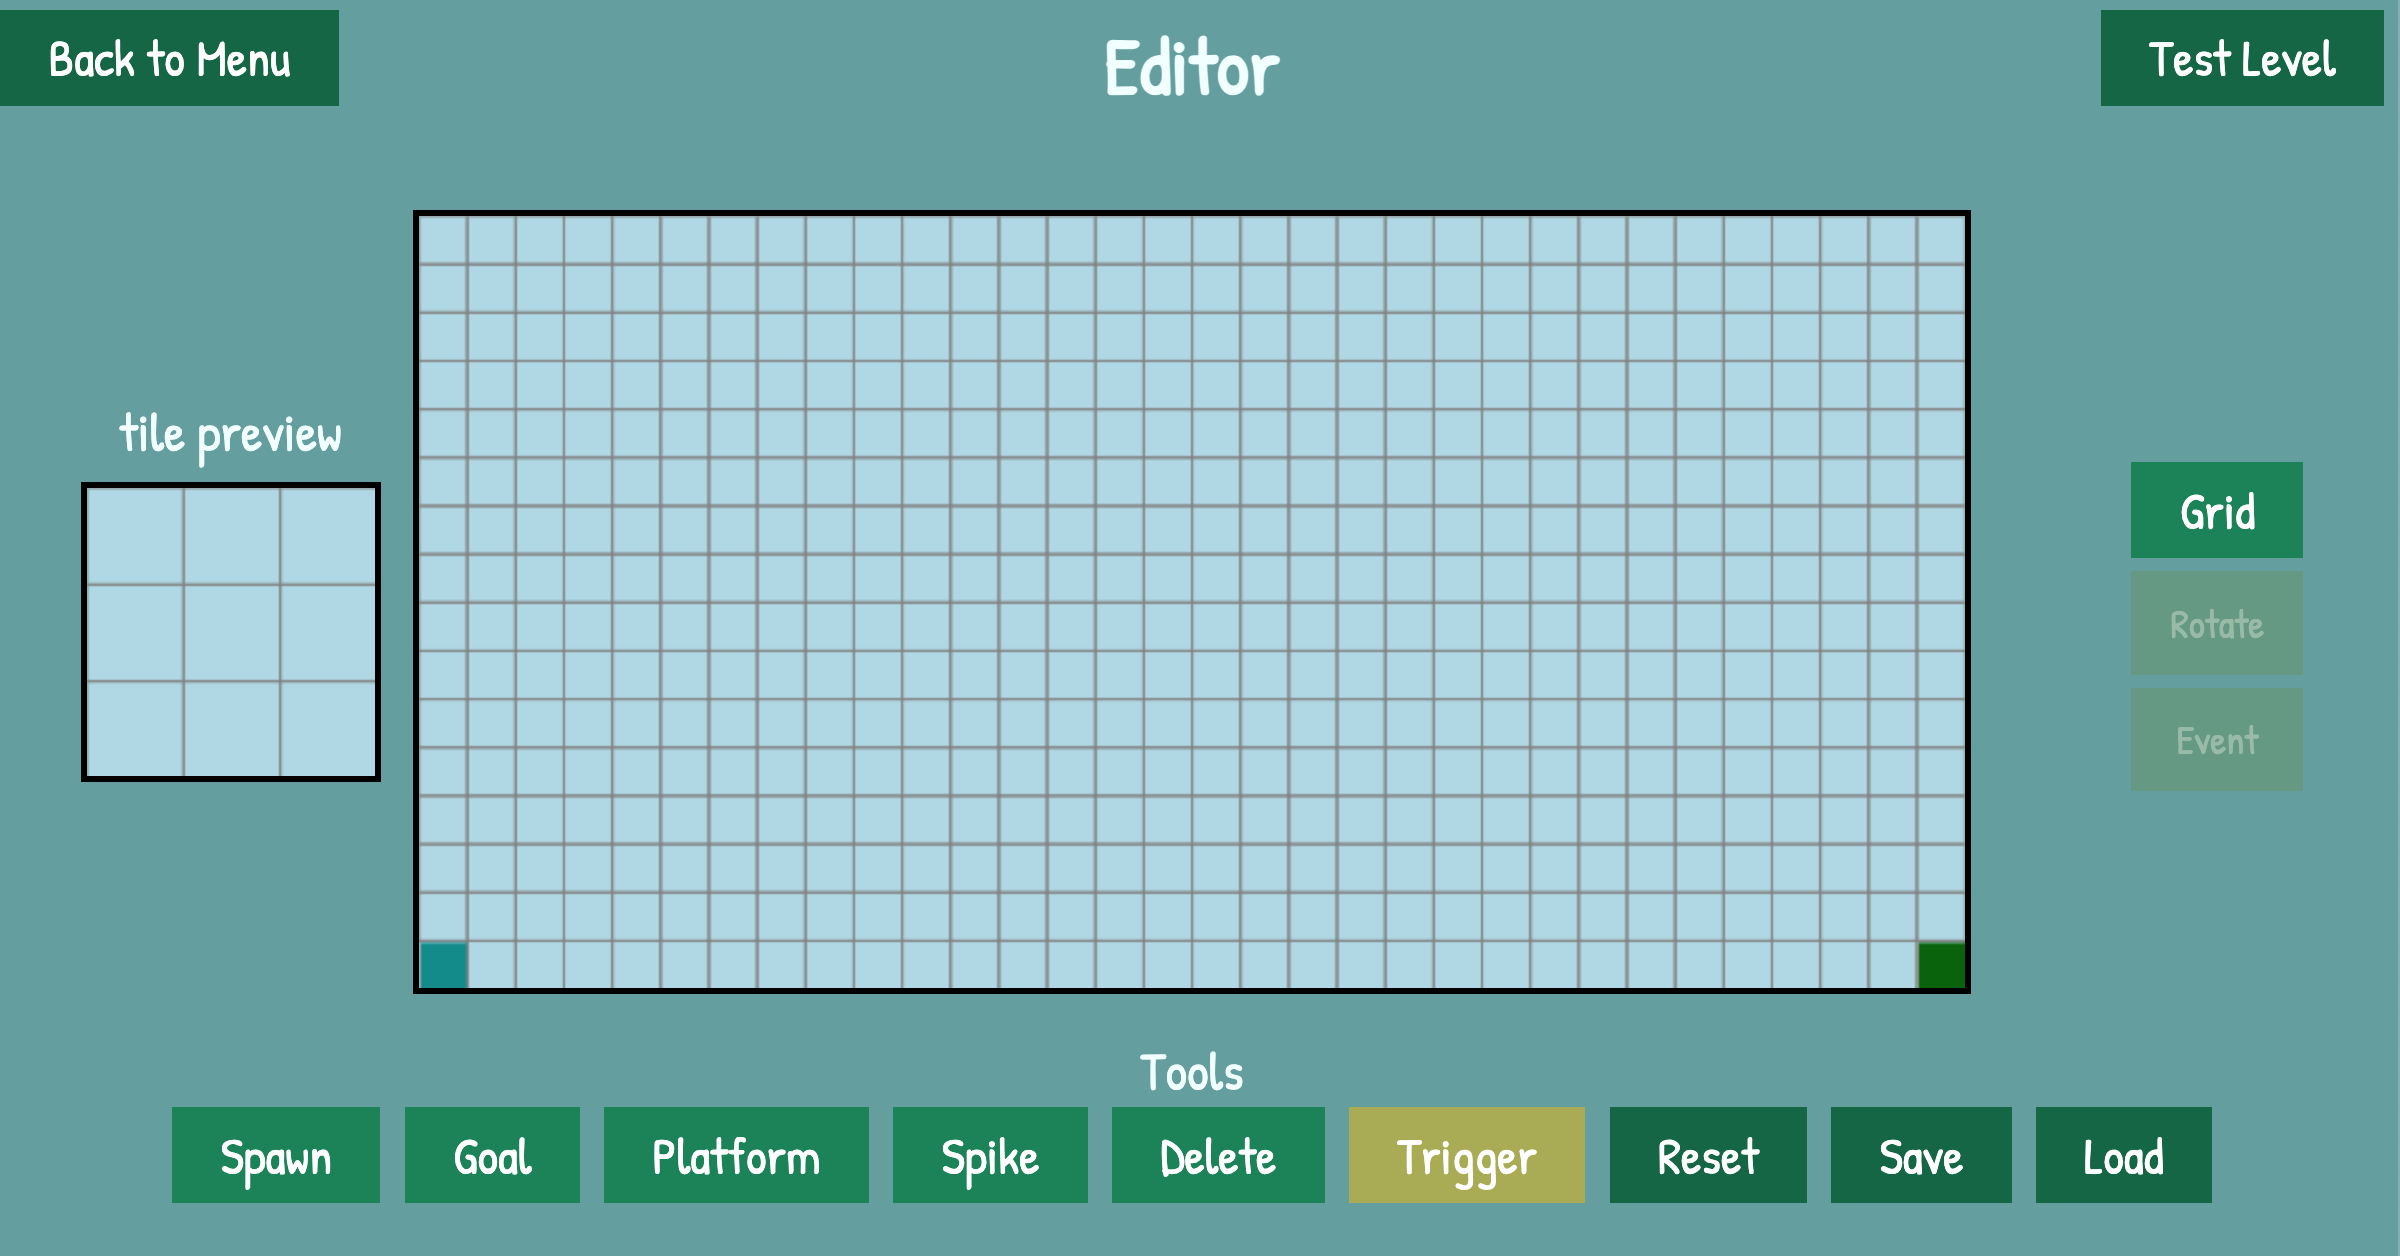 Back to Menu
Editor
Test Level
tile preview
Grid
Rotate
Event
Tools
Spawn
Goal
Platform
Spike
Delete
Trigger
Reset
Save
Load